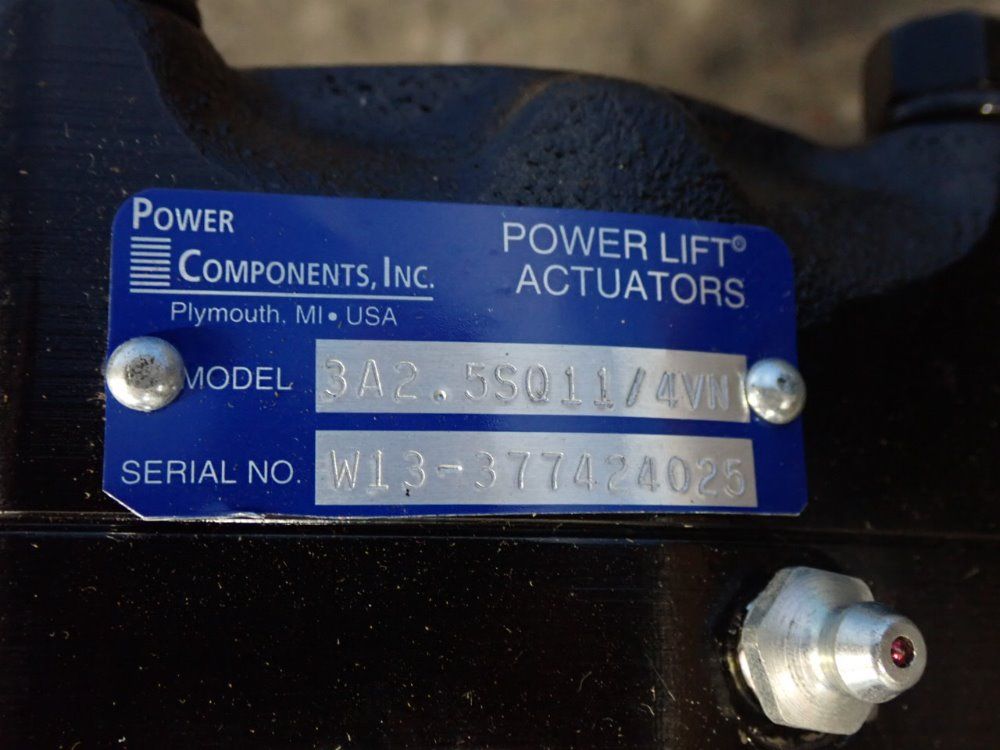 POWER
COMPONENTS, INC.
Plymouth, MI • USA
POWER LIFT®
ACTUATORS
MODEL 3A2.5SQ11/4VN
SERIAL NO. W13-377424025